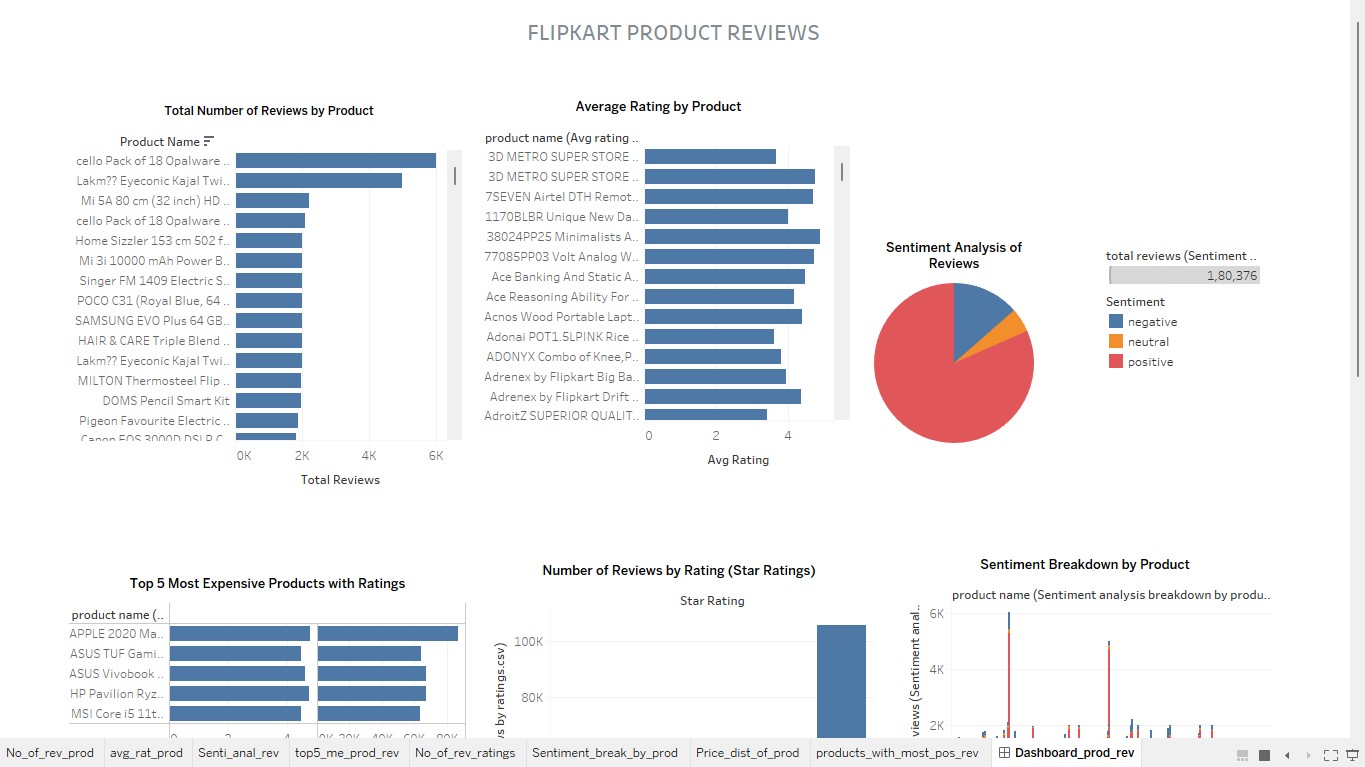 FLIPKART PRODUCT REVIEWS
Total Number of Reviews by Product
Product Name
cello Pack of 18 Opalware ..
Lakm?? Eyeconic Kajal Twi..
Mi 5A 80 cm (32 inch) HD ..
cello Pack of 18 Opalware ..
Home Sizzler 153 cm 502 f..
Mi 3i 10000 mAh Power B..
Singer FM 1409 Electric S..
POCO C31 (Royal Blue, 64 ..
SAMSUNG EVO Plus 64 GB..
HAIR & CARE Triple Blend ..
Lakm?? Eyeconic Kajal Twi..
MILTON Thermosteel Flip ..
DOMS Pencil Smart Kit
Pigeon Favourite Electric ..
Canon EOS 3000D DSLR C..
0K 2K 4K 6K
Total Reviews
Average Rating by Product
product name (Avg rating ..
3D METRO SUPER STORE ..
3D METRO SUPER STORE ..
7SEVEN Airtel DTH Remot..
1170BLBR Unique New Da..
38024PP25 Minimalists A..
77085PP03 Volt Analog W..
Ace Banking And Static A..
Ace Reasoning Ability For ..
Acnos Wood Portable Lapt..
Adonai POT1.5LPINK Rice ..
ADONYX Combo of Knee,P..
Adrenex by Flipkart Big Ba..
Adrenex by Flipkart Drift ..
AdroitZ SUPERIOR QUALIT..
0 2 4
Avg Rating
Sentiment Analysis of
Reviews
total reviews (Sentiment ..
1,80,376
Sentiment
negative
neutral
positive
Top 5 Most Expensive Products with Ratings
product name (..
APPLE 2020 Ma..
ASUS TUF Gami..
ASUS Vivobook ..
HP Pavilion Ryz..
MSI Core i5 11t..
0 2 4 0K 20K 40K 60K 80K
Number of Reviews by Rating (Star Ratings)
Star Rating
100K
80K
s by ratings.csv)
Sentiment Breakdown by Product
product name (Sentiment analysis breakdown by produ..
6K
4K
2K
views (Sentiment anal..
No_of_rev_prod avg_rat_prod Senti_anal_rev top5_me_prod_rev No_of_rev_ratings Sentiment_break_by_prod Price_dist_of_prod products_with_most_pos_rev Dashboard_prod_rev